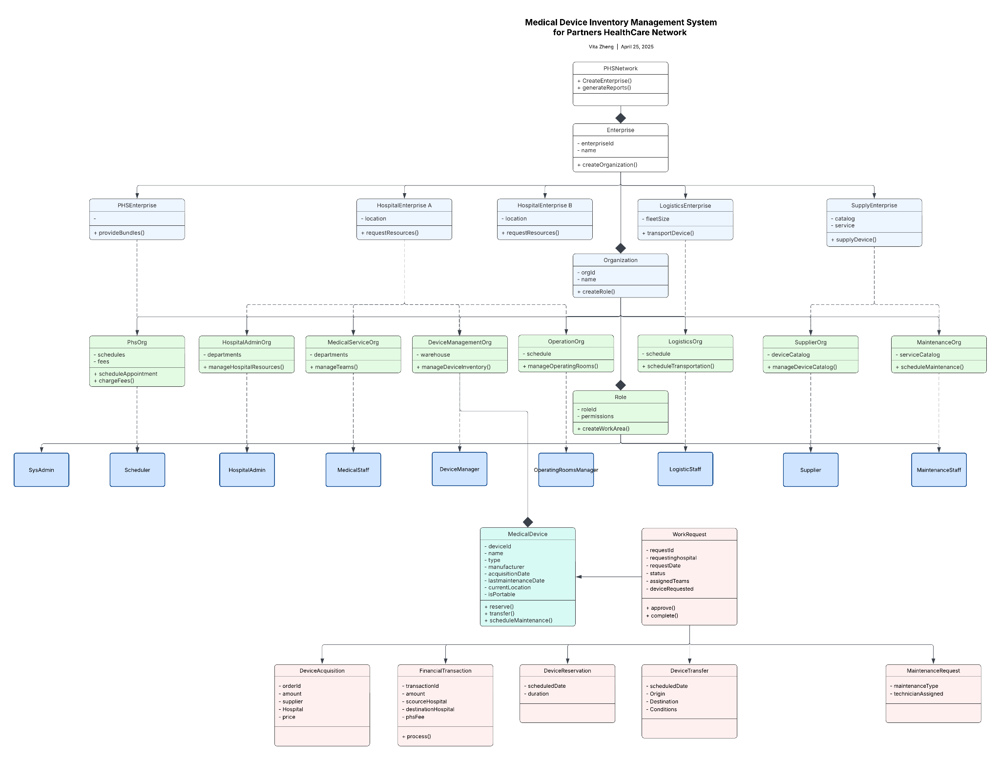 Medical Device Inventory Management System
for Partners HealthCare Network
Vita Zheng | April 25, 2025
PHSNetwork
+ CreateEnterprise()
+ generateReports()
Enterprise
- enterpriseId
- name
+ createOrganization()
PHSEnterprise
-
+ provideBundles()
HospitalEnterprise A
- location
+ requestResources()
HospitalEnterprise B
- location
+ requestResources()
LogisticsEnterprise
- fleetSize
+ transportDevice()
SupplyEnterprise
- catalog
- service
+ supplyDevice()
Organization
- orgId
- name
+ createRole()
PhsOrg
- schedules
- fees
+ scheduleAppointment
+ chargeFees()
HospitalAdminOrg
- departments
+ manageHospitalResources()
MedicalServiceOrg
- departments
+ manageTeams()
DeviceManagementOrg
- warehouse
+ manageDeviceInventory()
OperationOrg
- schedule
+ manageOperatingRooms()
LogisticsOrg
- schedule
+ scheduleTransportation()
SupplierOrg
- deviceCatalog
+ manageDeviceCatalog()
MaintenanceOrg
- serviceCatalog
+ scheduleMaintenance()
Role
- roleId
- permissions
+ createWorkArea()
SysAdmin
Scheduler
HospitalAdmin
MedicalStaff
DeviceManager
OperatingRoomsManager
LogisticStaff
Supplier
MaintenanceStaff
MedicalDevice
- deviceId
- name
- type
- manufacturer
- acquisitionDate
- lastmaintenanceDate
- currentLocation
- isPortable
+ reserve()
+ transfer()
+ scheduleMaintenance()
WorkRequest
- requestId
- requestinghospital
- requestDate
- status
- assignedTeams
- deviceRequested
+ approve()
+ complete()
DeviceAcquisition
- orderId
- amount
- supplier
- Hospital
- price
FinancialTransaction
- transactionId
- amount
- scourceHospital
- destinationHospital
- phsFee
+ process()
DeviceReservation
- scheduledDate
- duration
DeviceTransfer
- scheduledDate
- Origin
- Destination
- Conditions
MaintenanceRequest
- maintenanceType
- technicianAssigned